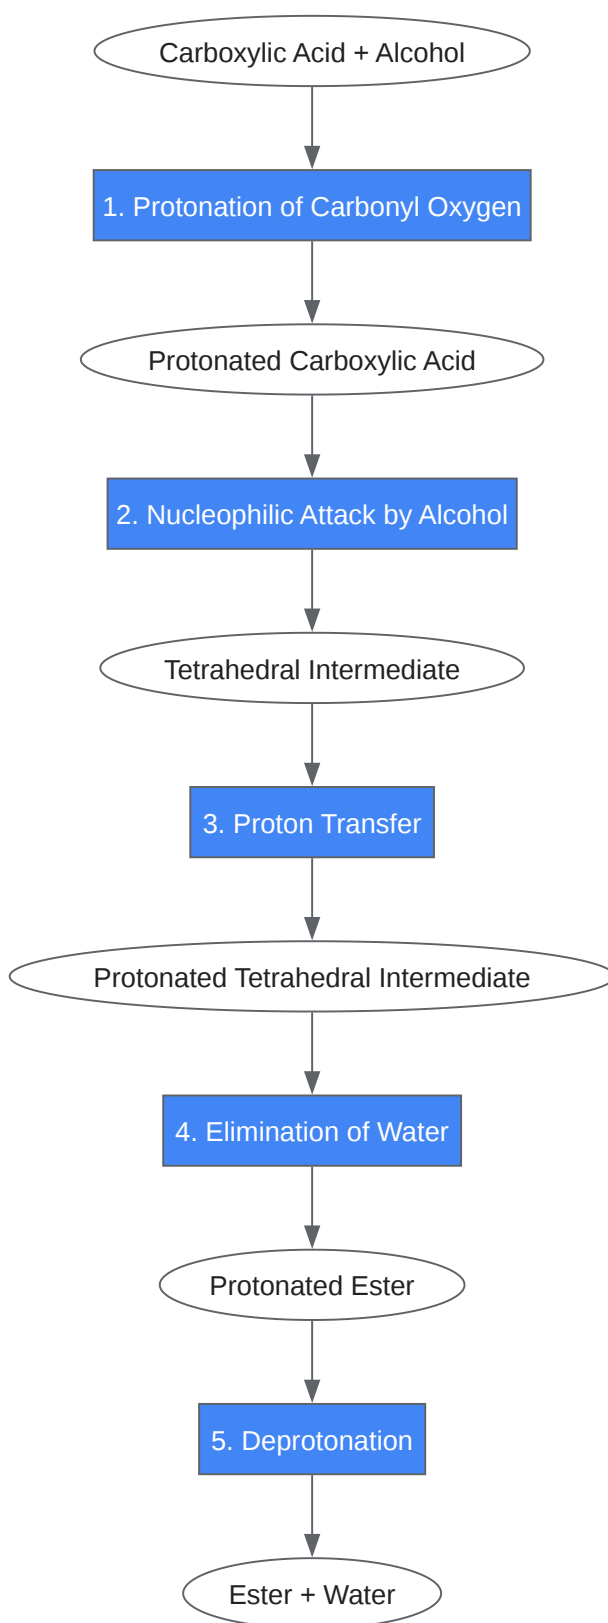 Carboxylic Acid + Alcohol
1. Protonation of Carbonyl Oxygen
Protonated Carboxylic Acid
2. Nucleophilic Attack by Alcohol
Tetrahedral Intermediate
3. Proton Transfer
Protonated Tetrahedral Intermediate
4. Elimination of Water
Protonated Ester
5. Deprotonation
Ester + Water